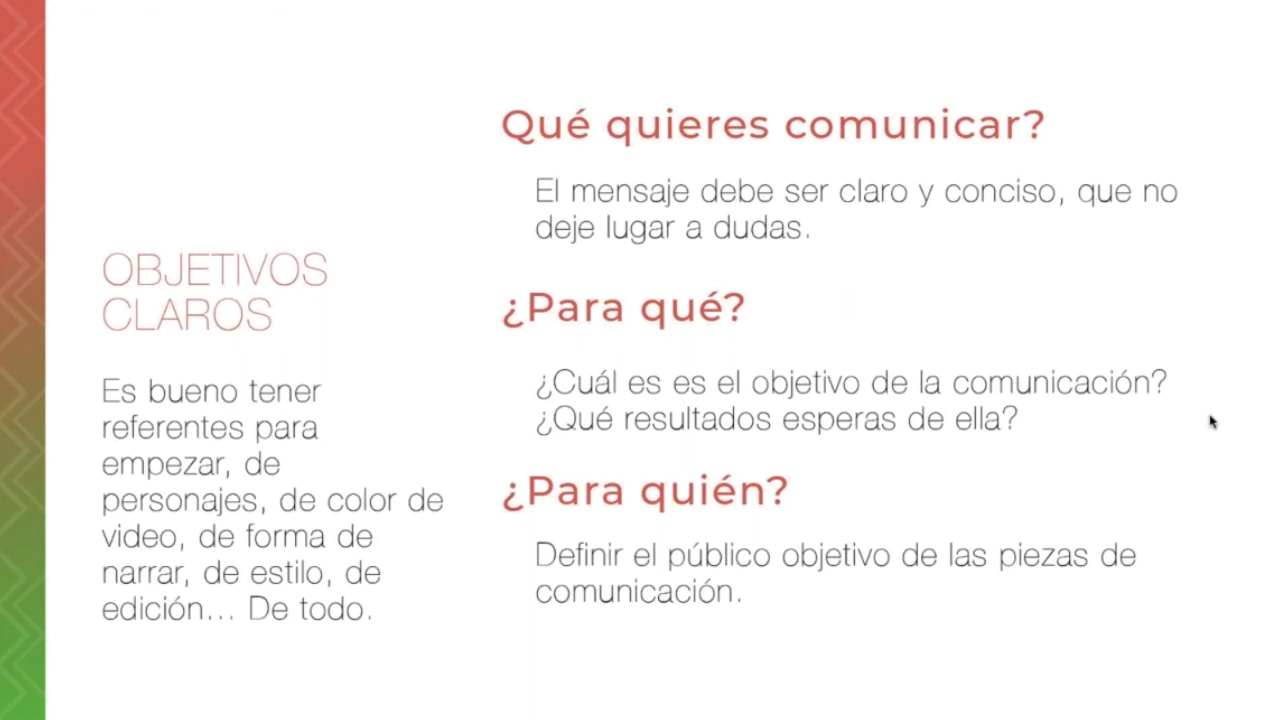 OBJETIVOS
CLAROS
Es bueno tener
referentes para
empezar, de
personajes, de color de
video, de forma de
narrar, de estilo, de
edición... De todo.
Qué quieres comunicar?
El mensaje debe ser claro y conciso, que no
deje lugar a dudas.
¿Para qué?
¿Cuál es es el objetivo de la comunicación?
¿Qué resultados esperas de ella?
¿Para quién?
Definir el público objetivo de las piezas de
comunicación.